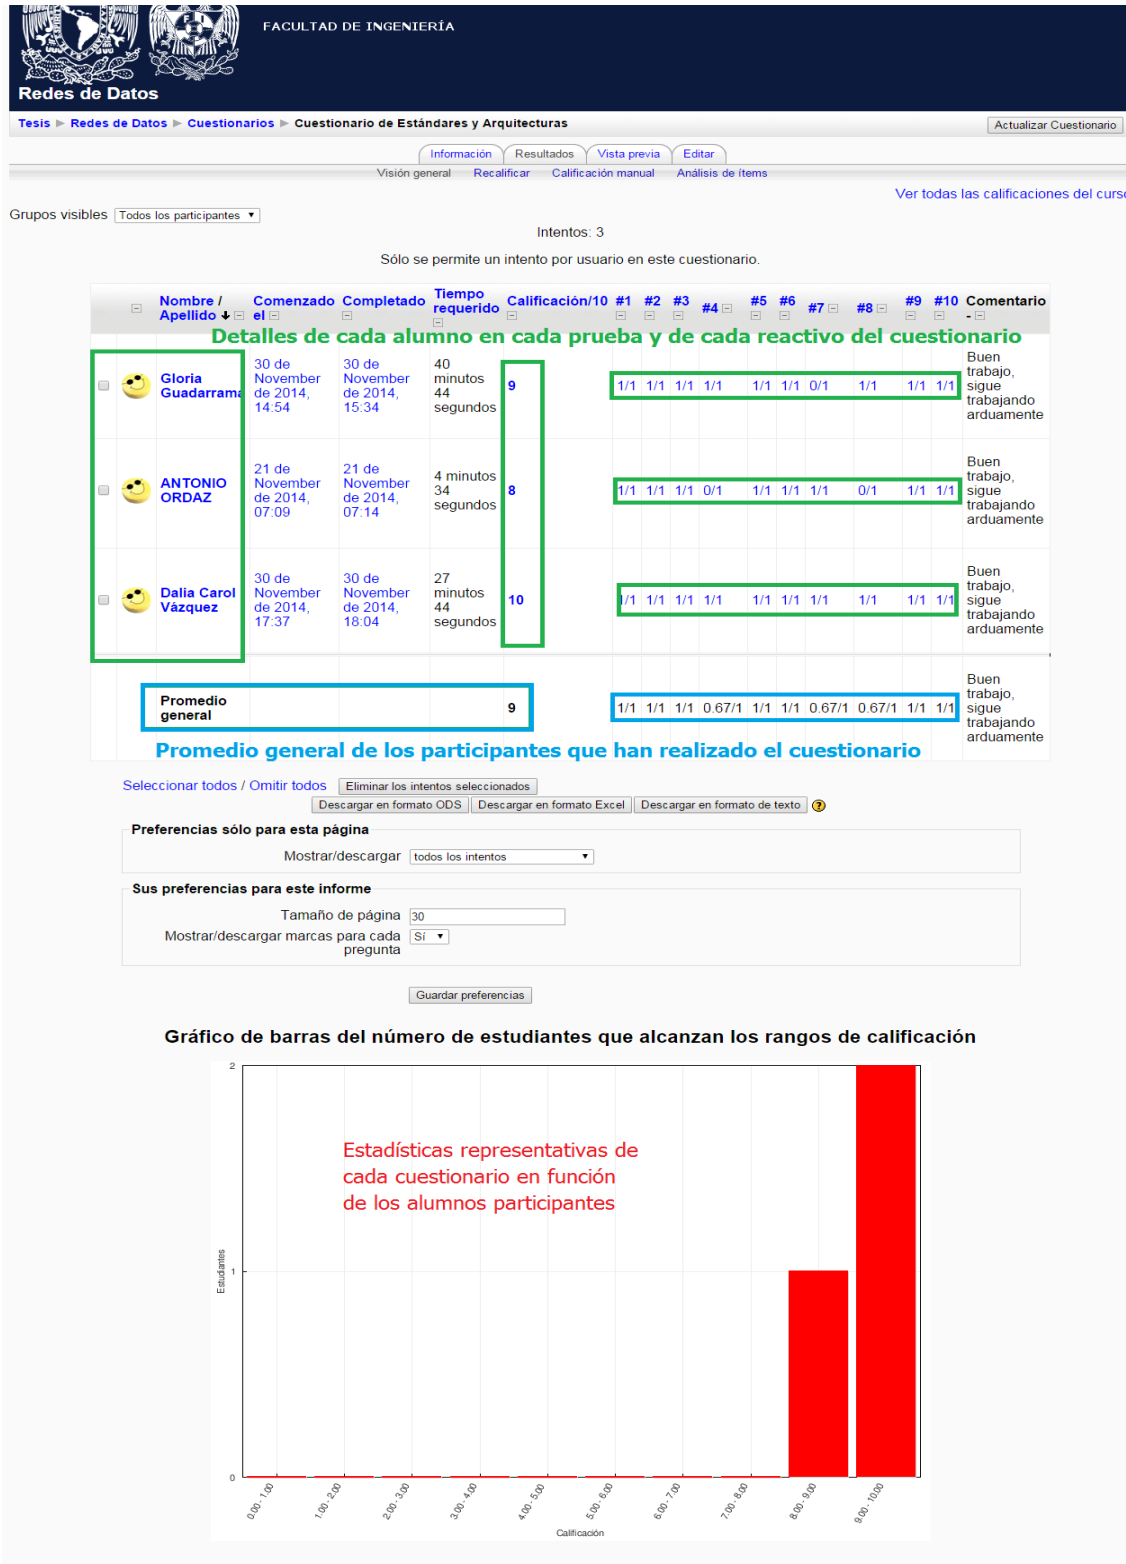 FACULTAD DE INGENIERÍA
Redes de Datos
Tesis ► Redes de Datos ► Cuestionarios ► Cuestionario de Estándares y Arquitecturas
Actualizar Cuestionario
Información Resultados Vista previa Editar
Visión general Recalificar Calificación manual Análisis de ítems
Ver todas las calificaciones del curso
Grupos visibles Todos los participantes
Intentos: 3
Sólo se permite un intento por usuario en este cuestionario.
Nombre / Apellido Comenzado el Completado Tiempo requerido Calificación/10 #1 #2 #3 #4 #5 #6 #7 #8 #9 #10 Comentario -
Detalles de cada alumno en cada prueba y de cada reactivo del cuestionario
Gloria Guadarrama 30 de November de 2014, 14:54 30 de November de 2014, 15:34 40 minutos 44 segundos 9 1/1 1/1 1/1 1/1 1/1 1/1 0/1 1/1 1/1 1/1 Buen trabajo, sigue trabajando arduamente
ANTONIO ORDAZ 21 de November de 2014, 07:09 21 de November de 2014, 07:14 4 minutos 34 segundos 8 1/1 1/1 1/1 0/1 1/1 1/1 1/1 0/1 1/1 1/1 Buen trabajo, sigue trabajando arduamente
Dalia Carol Vázquez 30 de November de 2014, 17:37 30 de November de 2014, 18:04 27 minutos 44 segundos 10 1/1 1/1 1/1 1/1 1/1 1/1 1/1 1/1 1/1 1/1 Buen trabajo, sigue trabajando arduamente
Promedio general 9 1/1 1/1 1/1 0.67/1 1/1 1/1 0.67/1 0.67/1 1/1 1/1 Buen trabajo, sigue trabajando arduamente
Promedio general de los participantes que han realizado el cuestionario
Seleccionar todos / Omitir todos Eliminar los intentos seleccionados
Descargar en formato ODS Descargar en formato Excel Descargar en formato de texto ?
Preferencias sólo para esta página
Mostrar/descargar todos los intentos
Sus preferencias para este informe
Tamaño de página 30
Mostrar/descargar marcas para cada pregunta Sí
Guardar preferencias
Gráfico de barras del número de estudiantes que alcanzan los rangos de calificación
2
Estadísticas representativas de
cada cuestionario en función
de los alumnos participantes
Estudiantes
1
0
0.00 - 1.00 1.00 - 2.00 2.00 - 3.00 3.00 - 4.00 4.00 - 5.00 5.00 - 6.00 6.00 - 7.00 7.00 - 8.00 8.00 - 9.00 9.00 - 10.00
Calificación